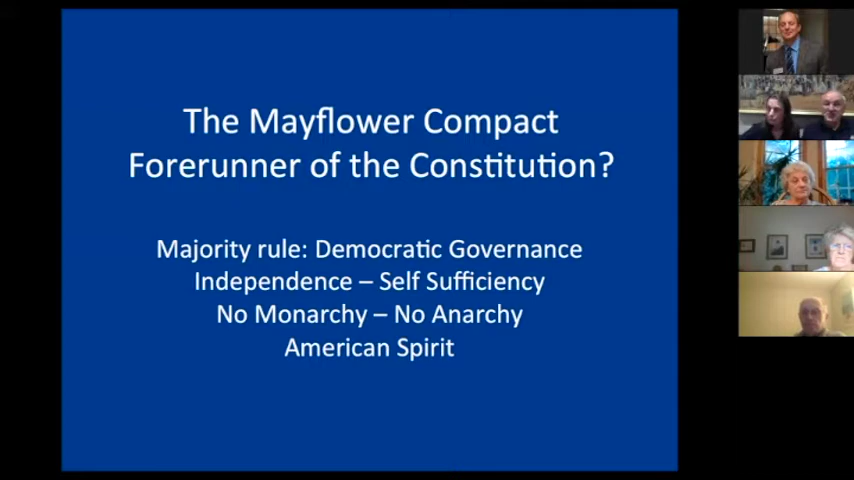 The Mayflower Compact
Forerunner of the Constitution?
Majority rule: Democratic Governance
Independence – Self Sufficiency
No Monarchy – No Anarchy
American Spirit